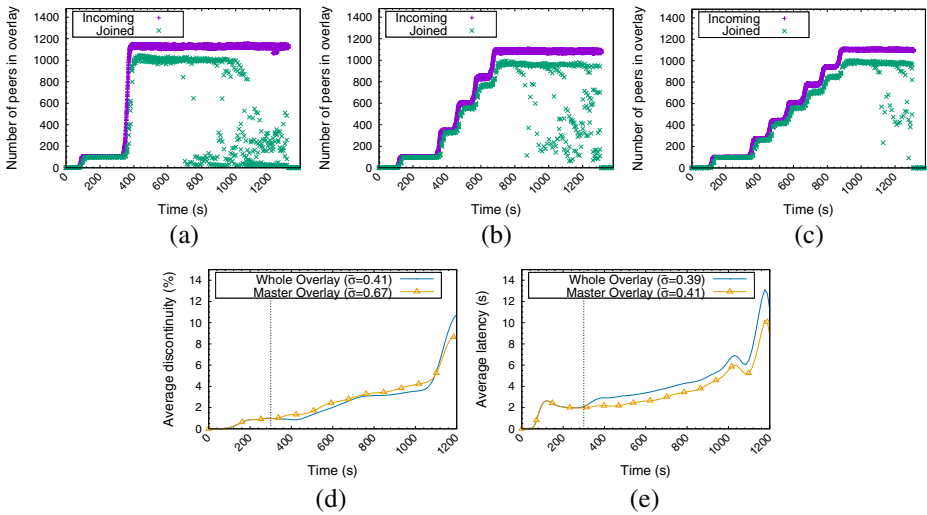 Number of peers in overlay
1400
1200
1000
800
600
400
200
0
Incoming
Joined
0 200 400 600 800 1000 1200
Time (s)
(a)
Number of peers in overlay
1400
1200
1000
800
600
400
200
0
Incoming
Joined
0 200 400 600 800 1000 1200
Time (s)
(b)
Number of peers in overlay
1400
1200
1000
800
600
400
200
0
Incoming
Joined
0 200 400 600 800 1000 1200
Time (s)
(c)
Average discontinuity (%)
14
12
10
8
6
4
2
0
Whole Overlay (σ̅=0.41)
Master Overlay (σ̅=0.67)
0 200 400 600 800 1000 1200
Time (s)
(d)
Average latency (s)
14
12
10
8
6
4
2
0
Whole Overlay (σ̅=0.39)
Master Overlay (σ̅=0.41)
0 200 400 600 800 1000 1200
Time (s)
(e)